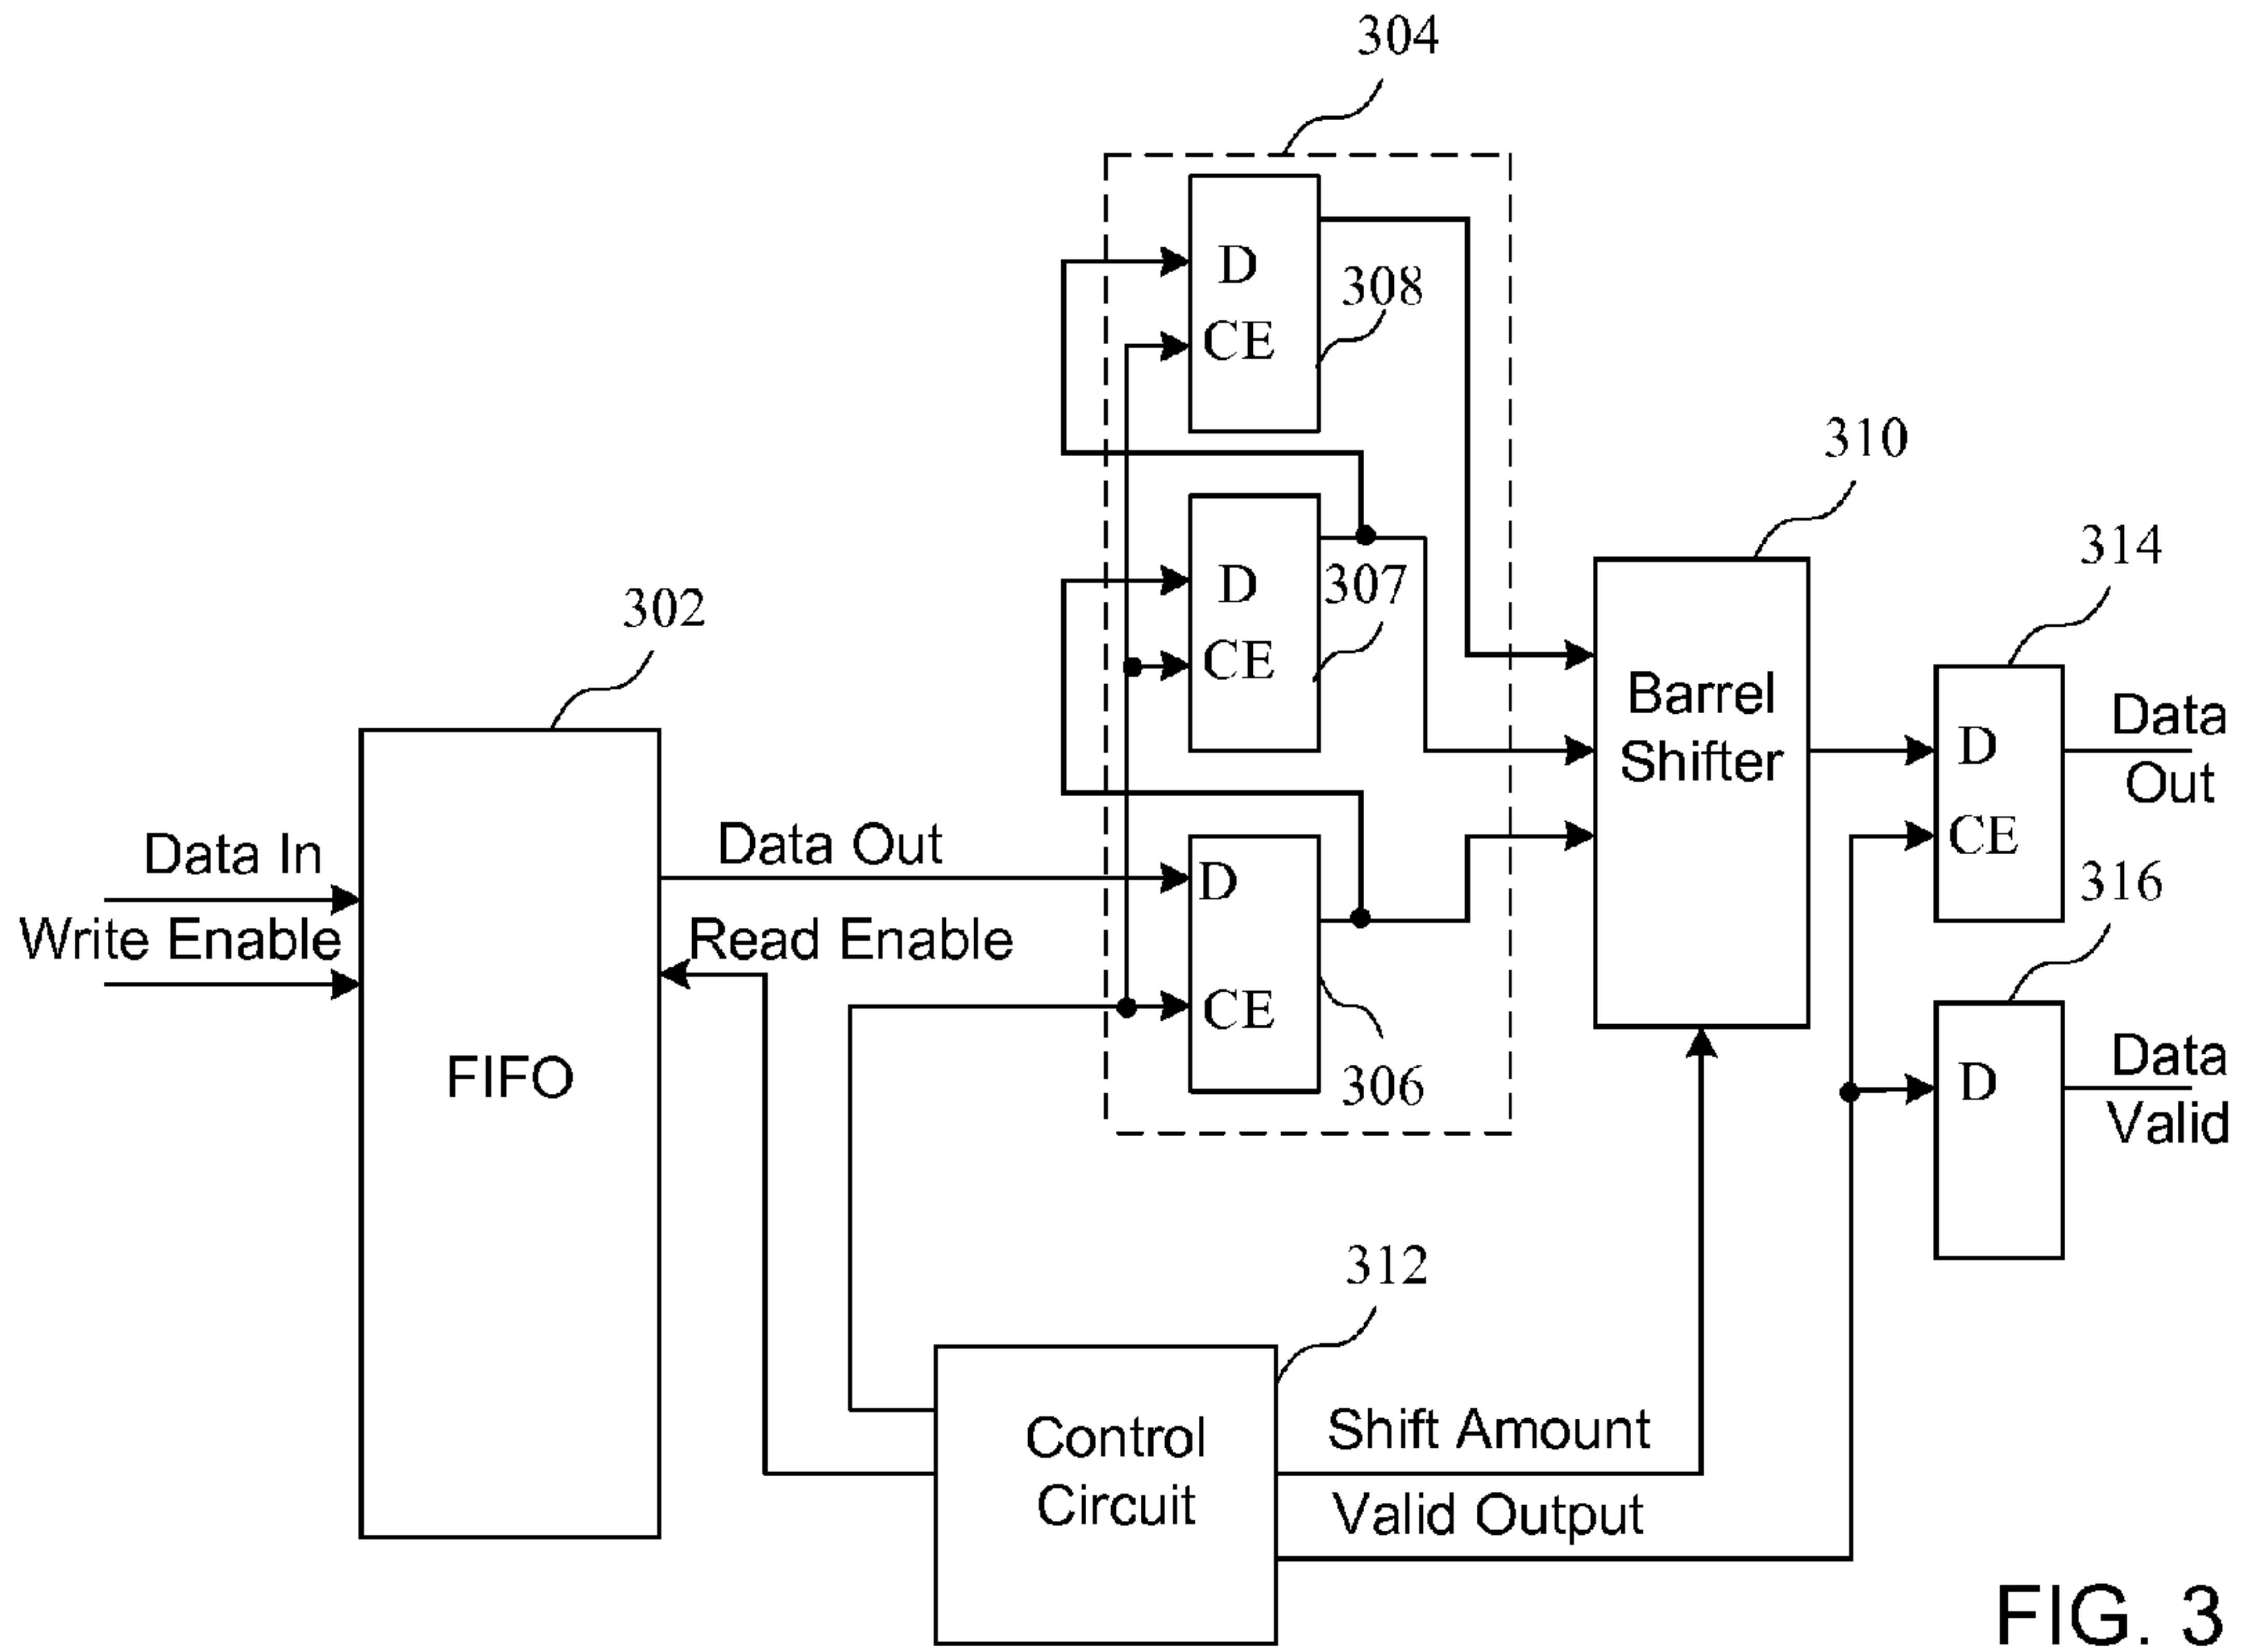 304
D
308
CE
310
314
D
307
302
CE
Barrel
Shifter
Data
D
Out
CE
Data In
Data Out
D
316
Write Enable
Read Enable
CE
Data
FIFO
306
D
Valid
312
Control
Circuit
Shift Amount
Valid Output
FIG. 3